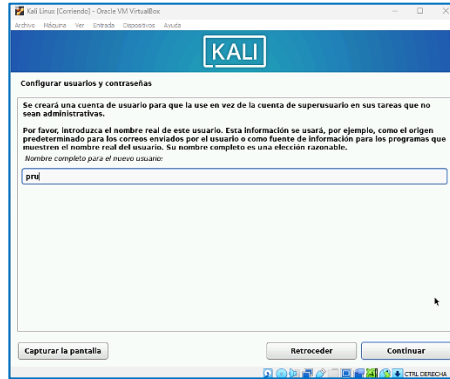 Kali Linux [Corriendo] - Oracle VM VirtualBox
Archivo Máquina Ver Entrada Dispositivos Ayuda
KALI
Configurar usuarios y contraseñas
Se creará una cuenta de usuario para que la use en vez de la cuenta de superusuario en sus tareas que no
sean administrativas.
Por favor, introduzca el nombre real de este usuario. Esta información se usará, por ejemplo, como el origen
predeterminado para los correos enviados por el usuario o como fuente de información para los programas que
muestren el nombre real del usuario. Su nombre completo es una elección razonable.
Nombre completo para el nuevo usuario:
pru
Capturar la pantalla
Retroceder
Continuar
CTRL DERECHA